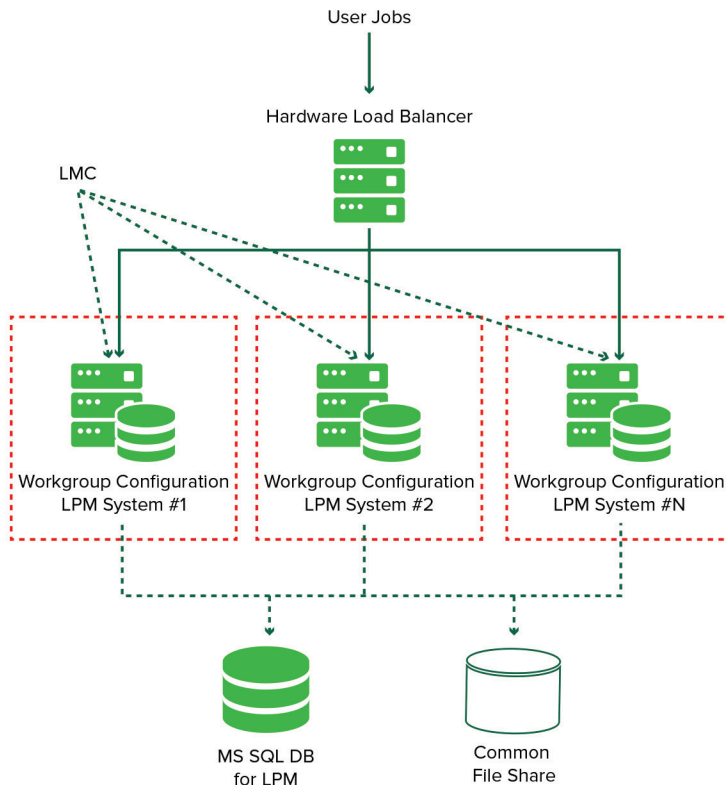 User Jobs
Hardware Load Balancer
LMC
Workgroup Configuration
LPM System #1
Workgroup Configuration
LPM System #2
Workgroup Configuration
LPM System #N
MS SQL DB
for LPM
Common
File Share